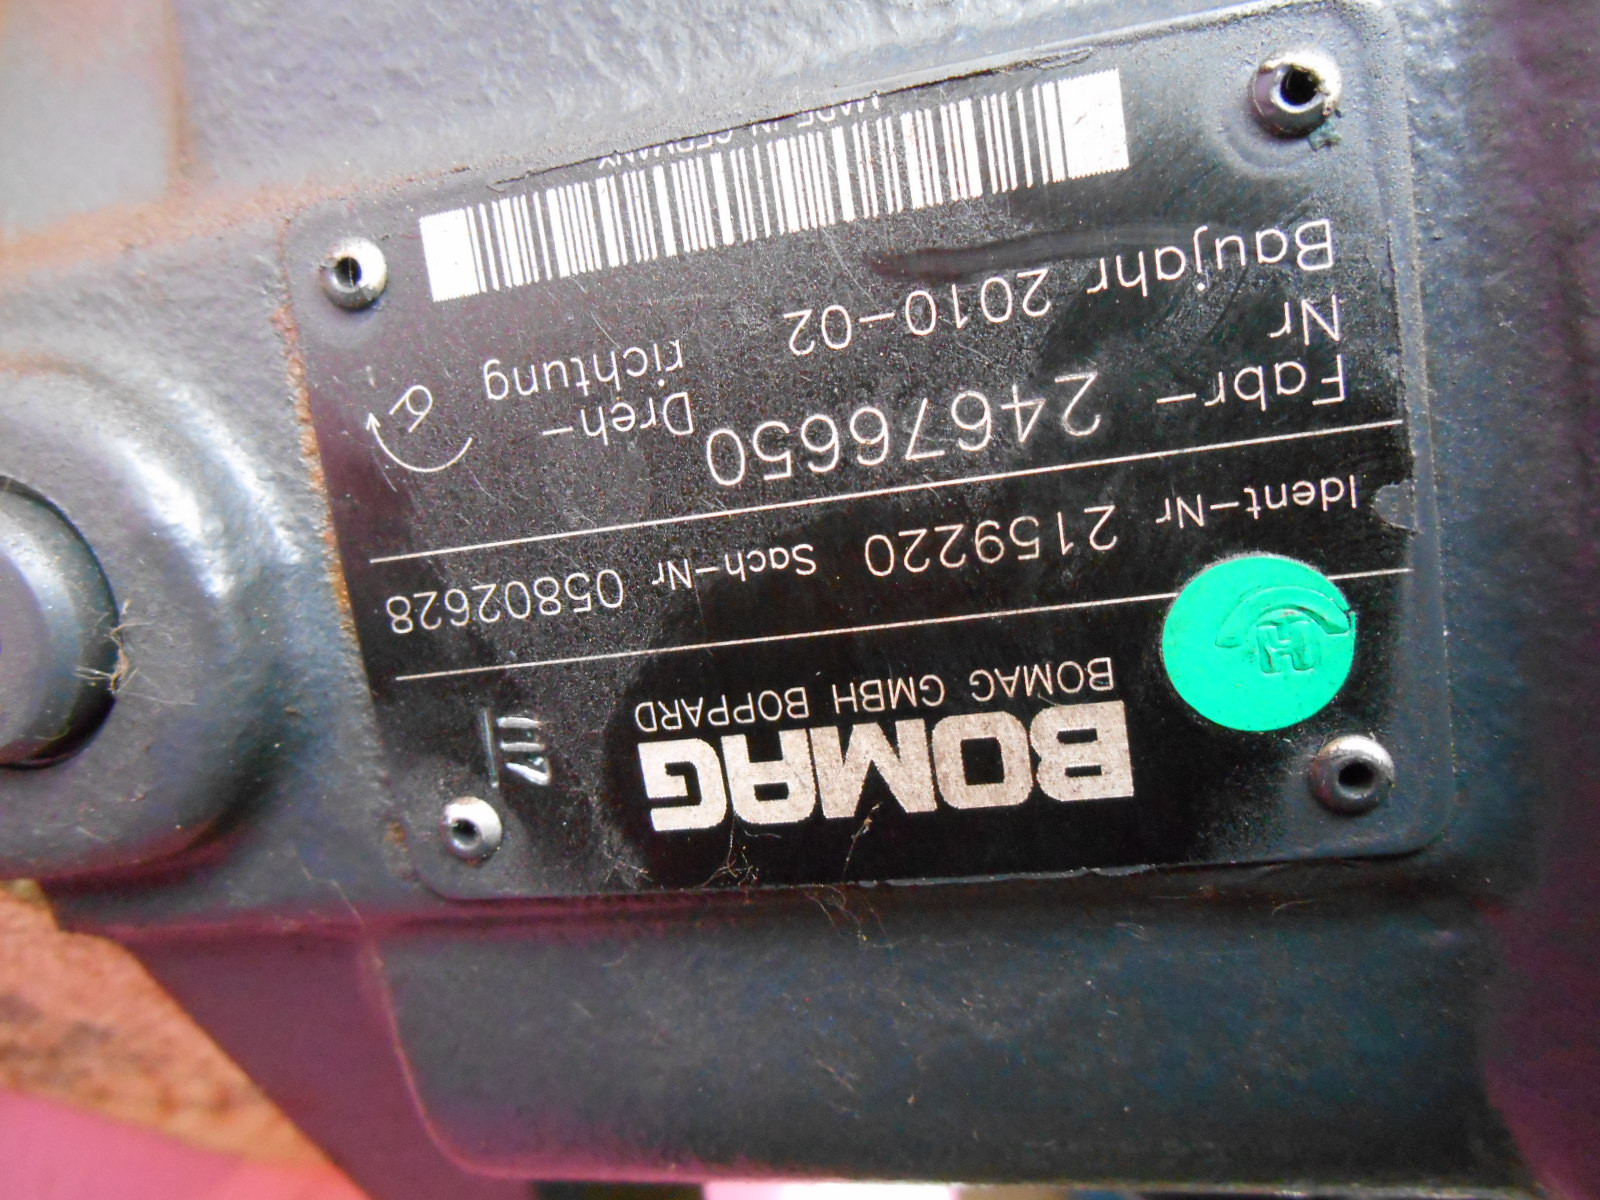 BOMAG
BOMAG GMBH BOPPARD
Ident-Nr 2159220 Sach-Nr 05802628
Fabr-
Nr
24676650
Dreh-
richtung
Baujahr 2010-02
MADE IN GERMANY
H